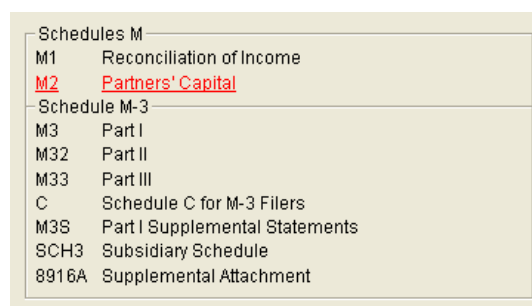 Schedules M
M1 Reconciliation of Income
M2 Partners' Capital
Schedule M-3
M3 Part I
M32 Part II
M33 Part III
C Schedule C for M-3 Filers
M3S Part I Supplemental Statements
SCH3 Subsidiary Schedule
8916A Supplemental Attachment